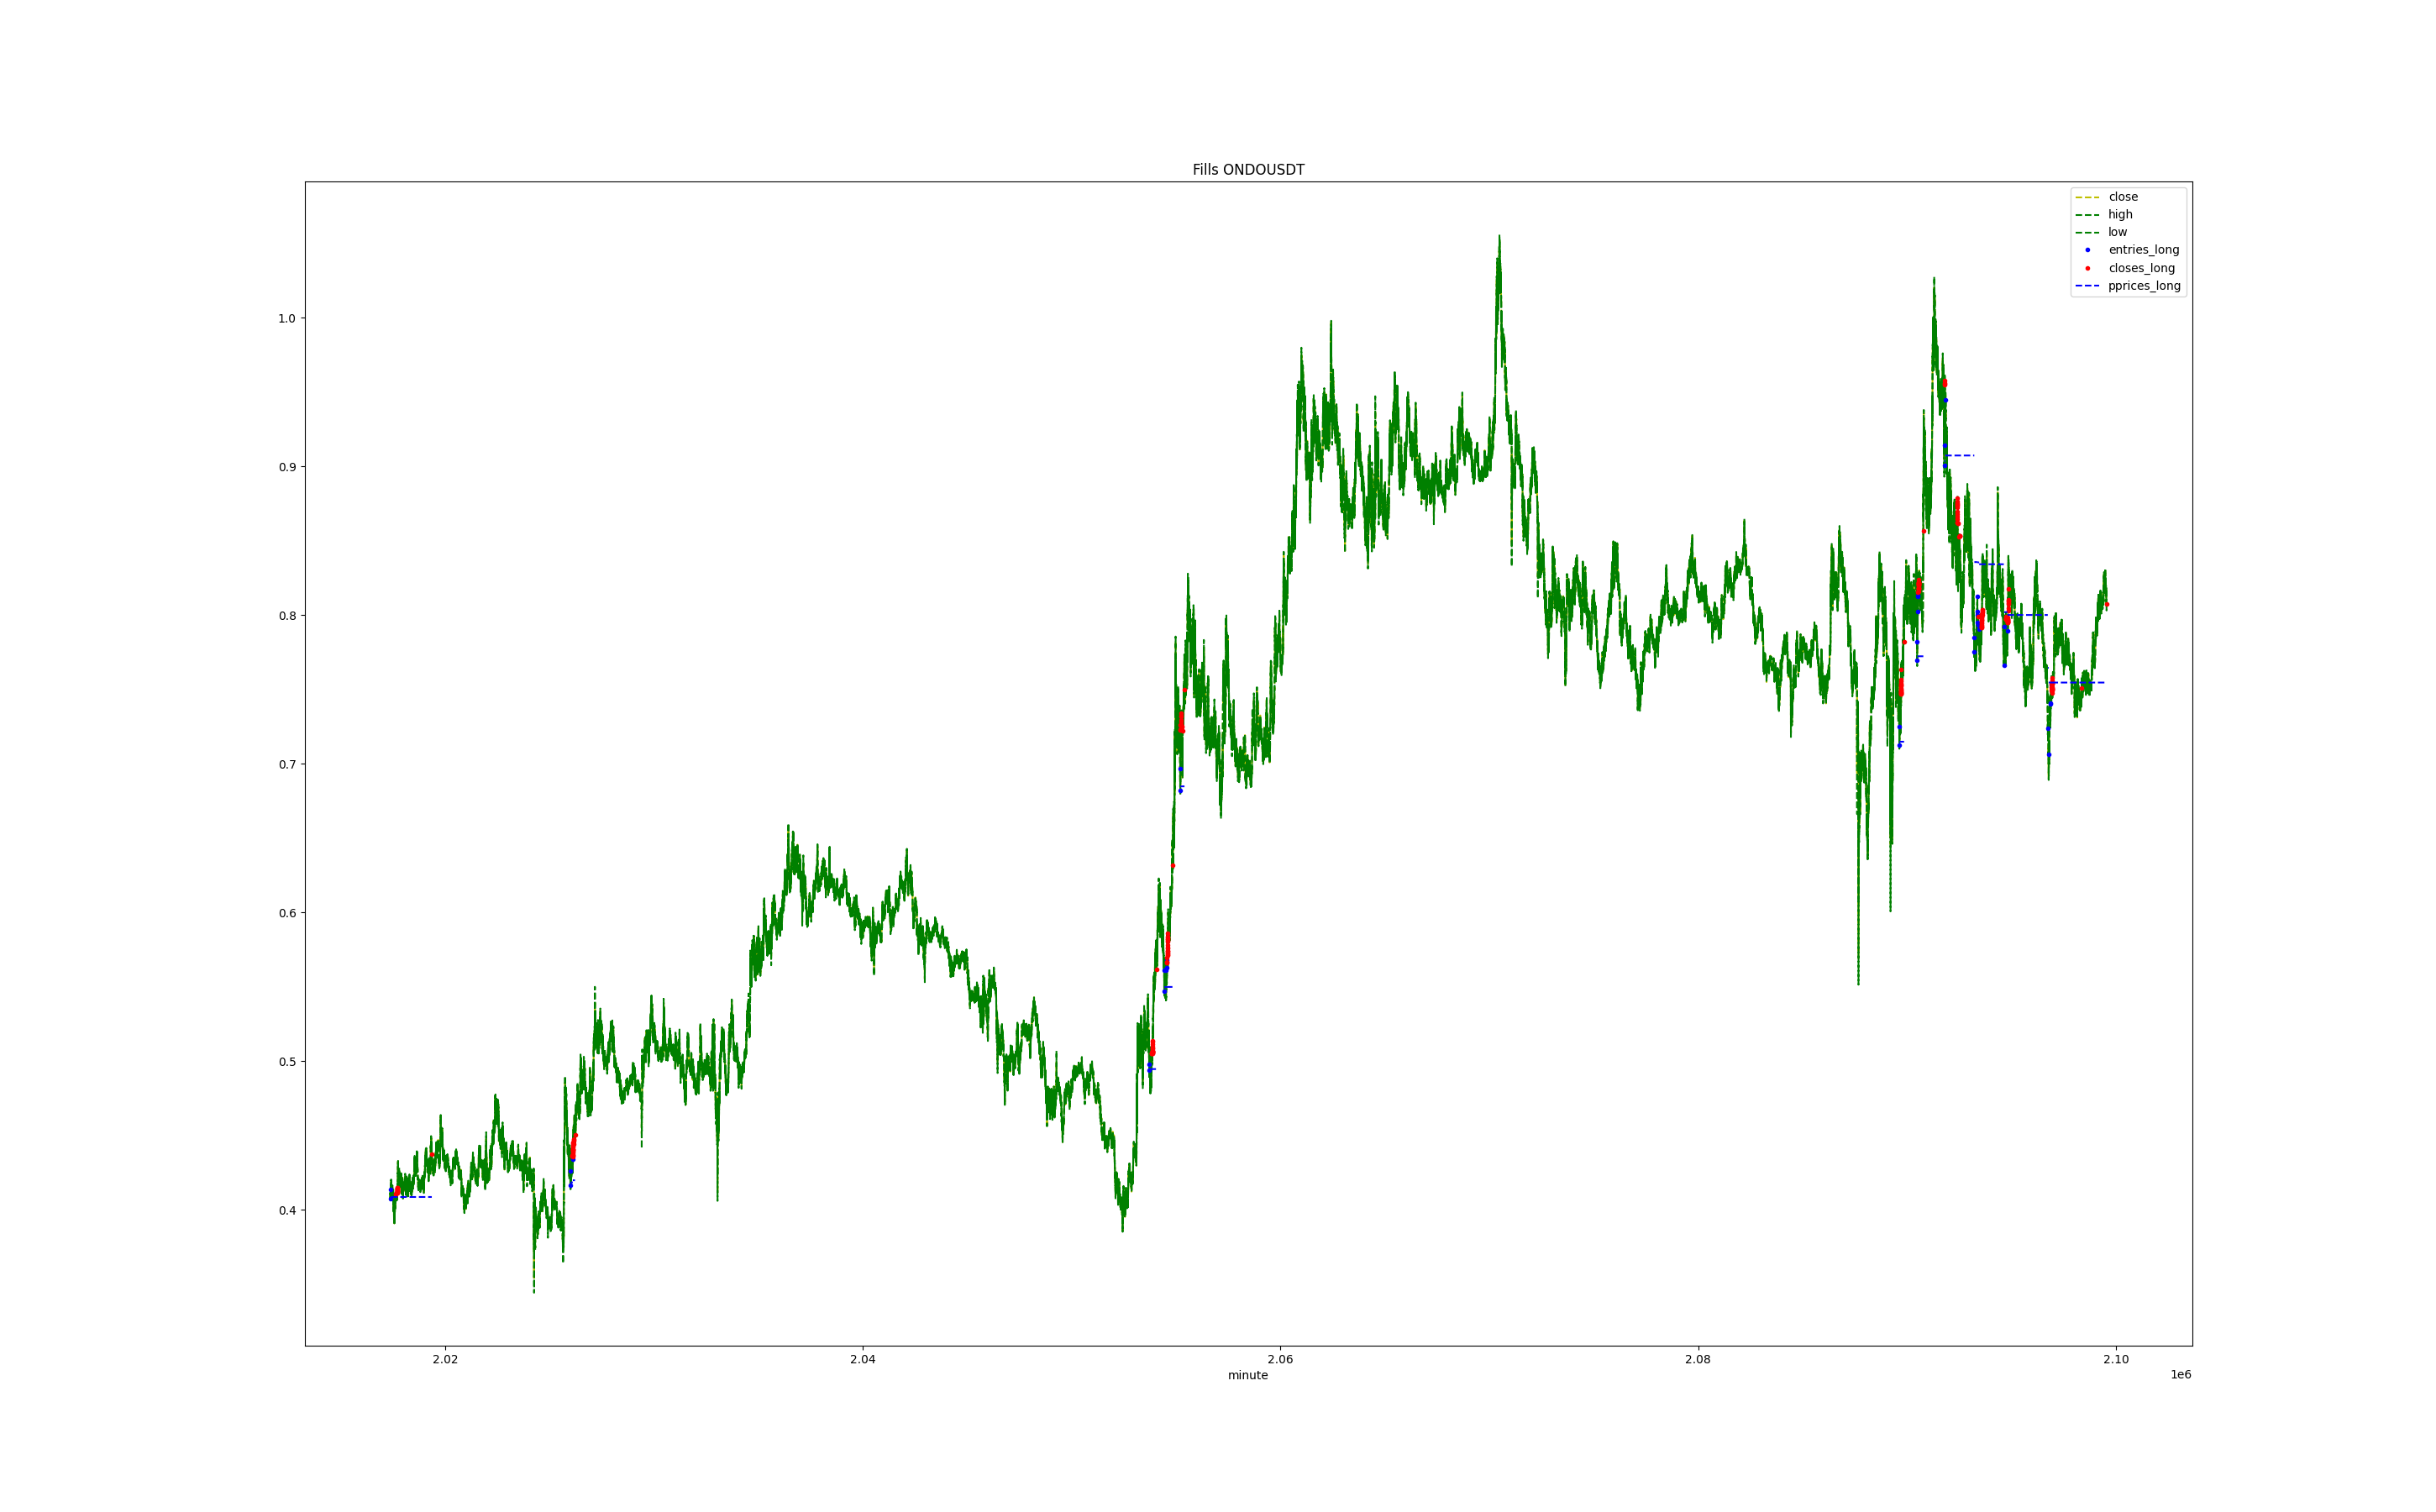 Fills ONDOUSDT
close
high
low
entries_long
closes_long
pprices_long
1.0
0.9
0.8
0.7
0.6
0.5
0.4
2.02 2.04 2.06 2.08 2.10
minute
1e6